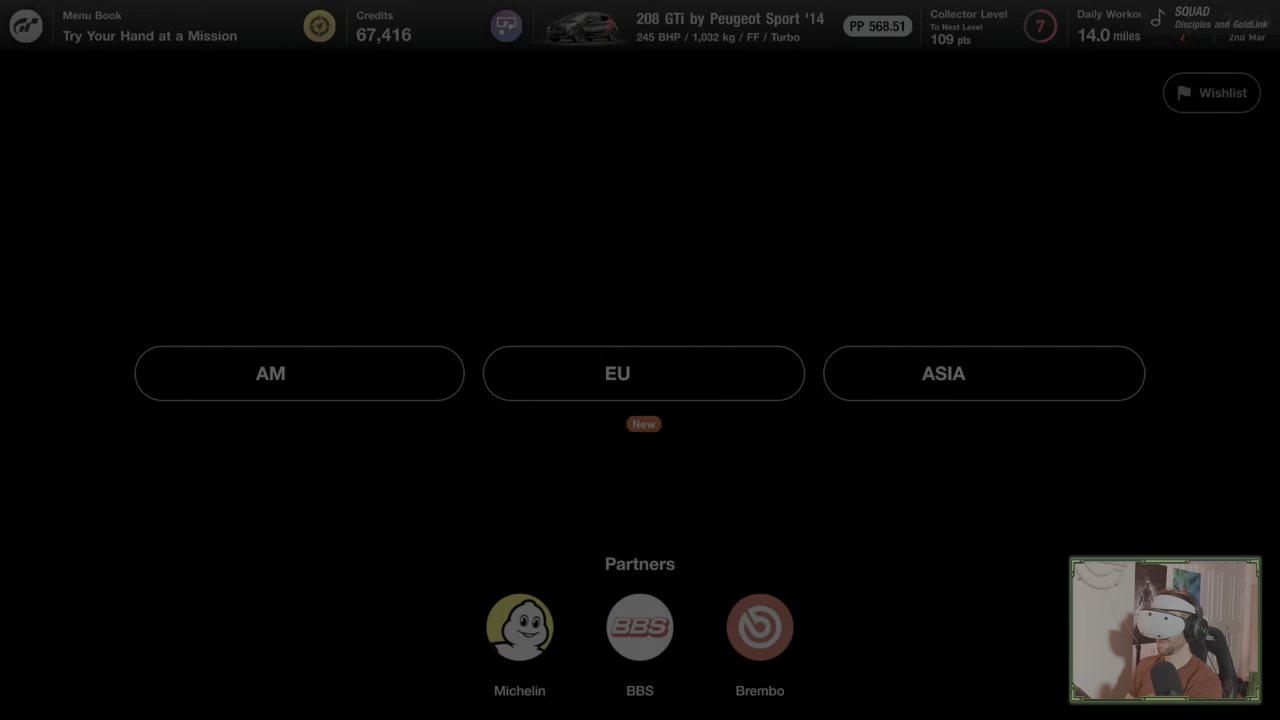 Menu Book
Try Your Hand at a Mission
Credits
67,416
208 GTi by Peugeot Sport '14
245 BHP / 1,032 kg / FF / Turbo
PP 568.51
Collector Level
To Next Level
109 pts
7
Daily Workou
14.0 miles
SQUAD
Disciples and GoldLink
2nd Mar
Wishlist
AM
EU
ASIA
New
Partners
BBS
Michelin
BBS
Brembo